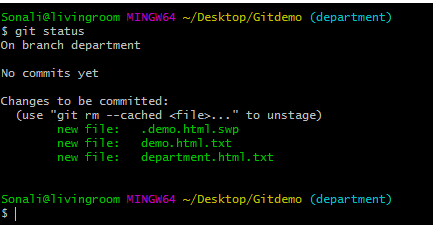 Sonali@livingroom MINGW64 ~/Desktop/Gitdemo (department)
$ git status
On branch department
No commits yet
Changes to be committed:
(use "git rm --cached <file>..." to unstage)
new file: .demo.html.swp
new file: demo.html.txt
new file: department.html.txt
Sonali@livingroom MINGW64 ~/Desktop/Gitdemo (department)
$